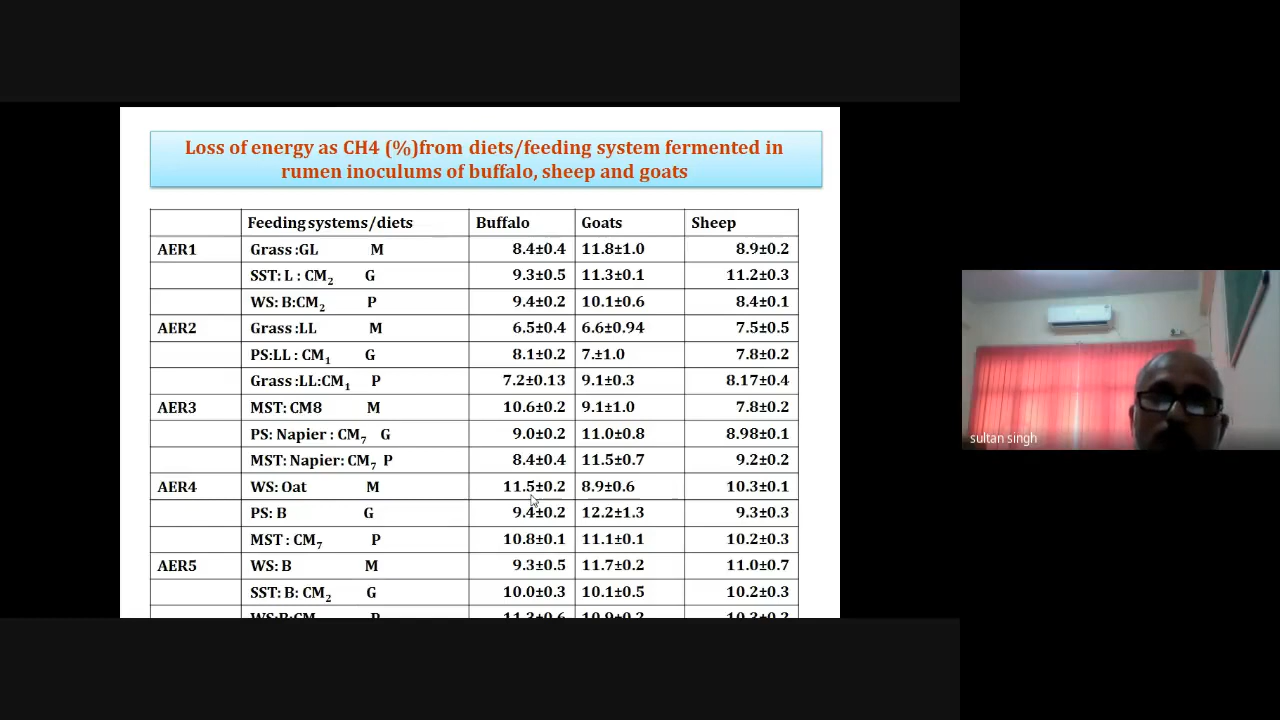 Loss of energy as CH4 (%)from diets/feeding system fermented in
rumen inoculums of buffalo, sheep and goats
Feeding systems/diets Buffalo Goats Sheep
AER1 Grass :GL M 8.4±0.4 11.8±1.0 8.9±0.2
SST: L : CM2 G 9.3±0.5 11.3±0.1 11.2±0.3
WS: B:CM2 P 9.4±0.2 10.1±0.6 8.4±0.1
AER2 Grass :LL M 6.5±0.4 6.6±0.94 7.5±0.5
PS:LL : CM1 G 8.1±0.2 7.±1.0 7.8±0.2
Grass :LL:CM1 P 7.2±0.13 9.1±0.3 8.17±0.4
AER3 MST: CM8 M 10.6±0.2 9.1±1.0 7.8±0.2
PS: Napier : CM7 G 9.0±0.2 11.0±0.8 8.98±0.1
MST: Napier: CM7 P 8.4±0.4 11.5±0.7 9.2±0.2
AER4 WS: Oat M 11.5±0.2 8.9±0.6 10.3±0.1
PS: B G 9.4±0.2 12.2±1.3 9.3±0.3
MST : CM7 P 10.8±0.1 11.1±0.1 10.2±0.3
AER5 WS: B M 9.3±0.5 11.7±0.2 11.0±0.7
SST: B: CM2 G 10.0±0.3 10.1±0.5 10.2±0.3
sultan singh